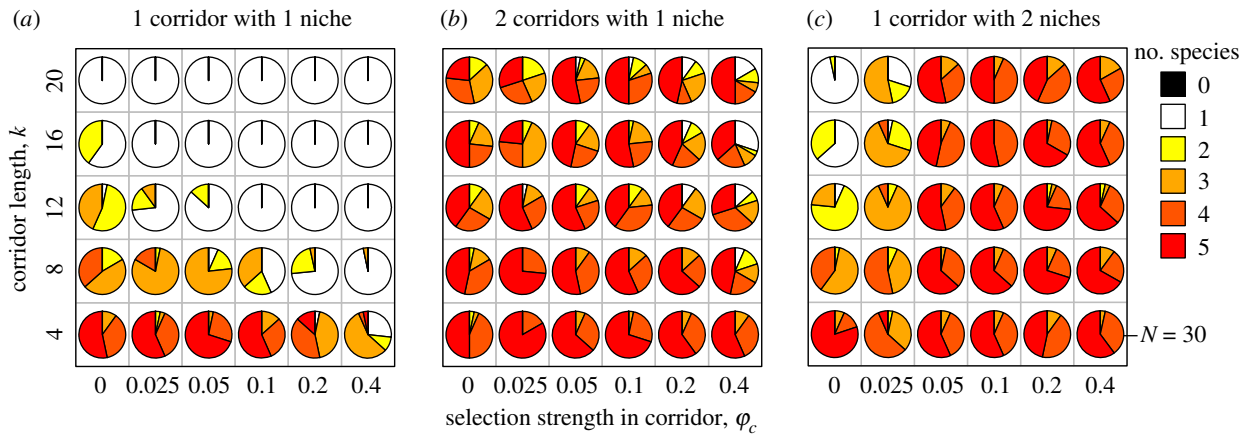 (a) 1 corridor with 1 niche
(b) 2 corridors with 1 niche
(c) 1 corridor with 2 niches
corridor length, k
20
16
12
8
4
0 0.025 0.05 0.1 0.2 0.4
0 0.025 0.05 0.1 0.2 0.4
0 0.025 0.05 0.1 0.2 0.4
selection strength in corridor, φc
no. species
0
1
2
3
4
5
N = 30